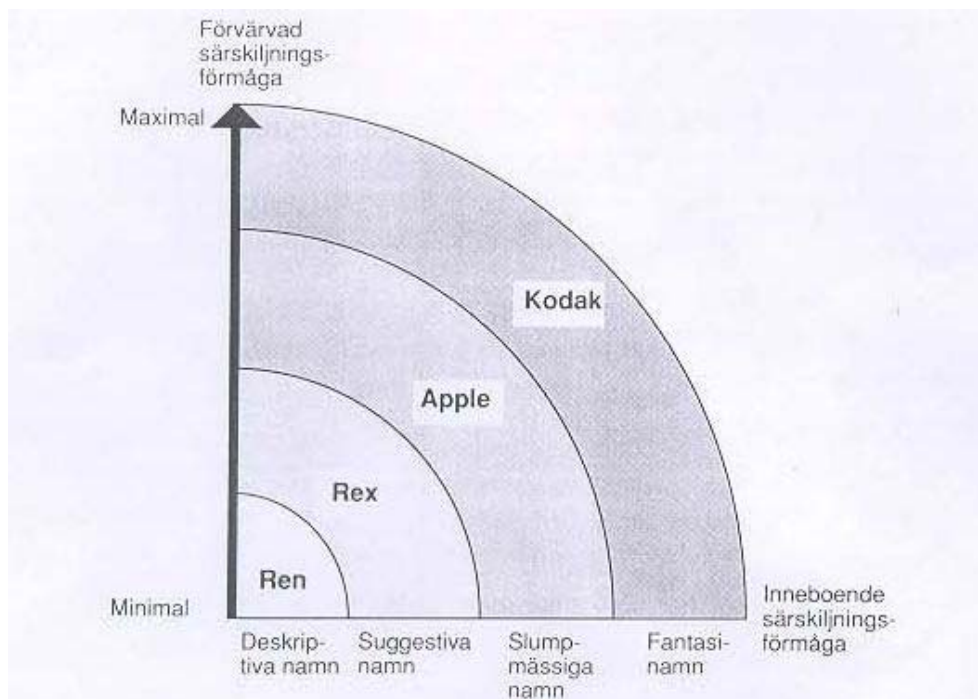 Förvärvad
särskiljnings-
förmåga
Maximal
Kodak
Apple
Rex
Ren
Minimal
Inneboende
särskiljnings-
förmåga
Deskrip-
tiva namn
Suggestiva
namn
Slump-
mässiga
namn
Fantasi-
namn